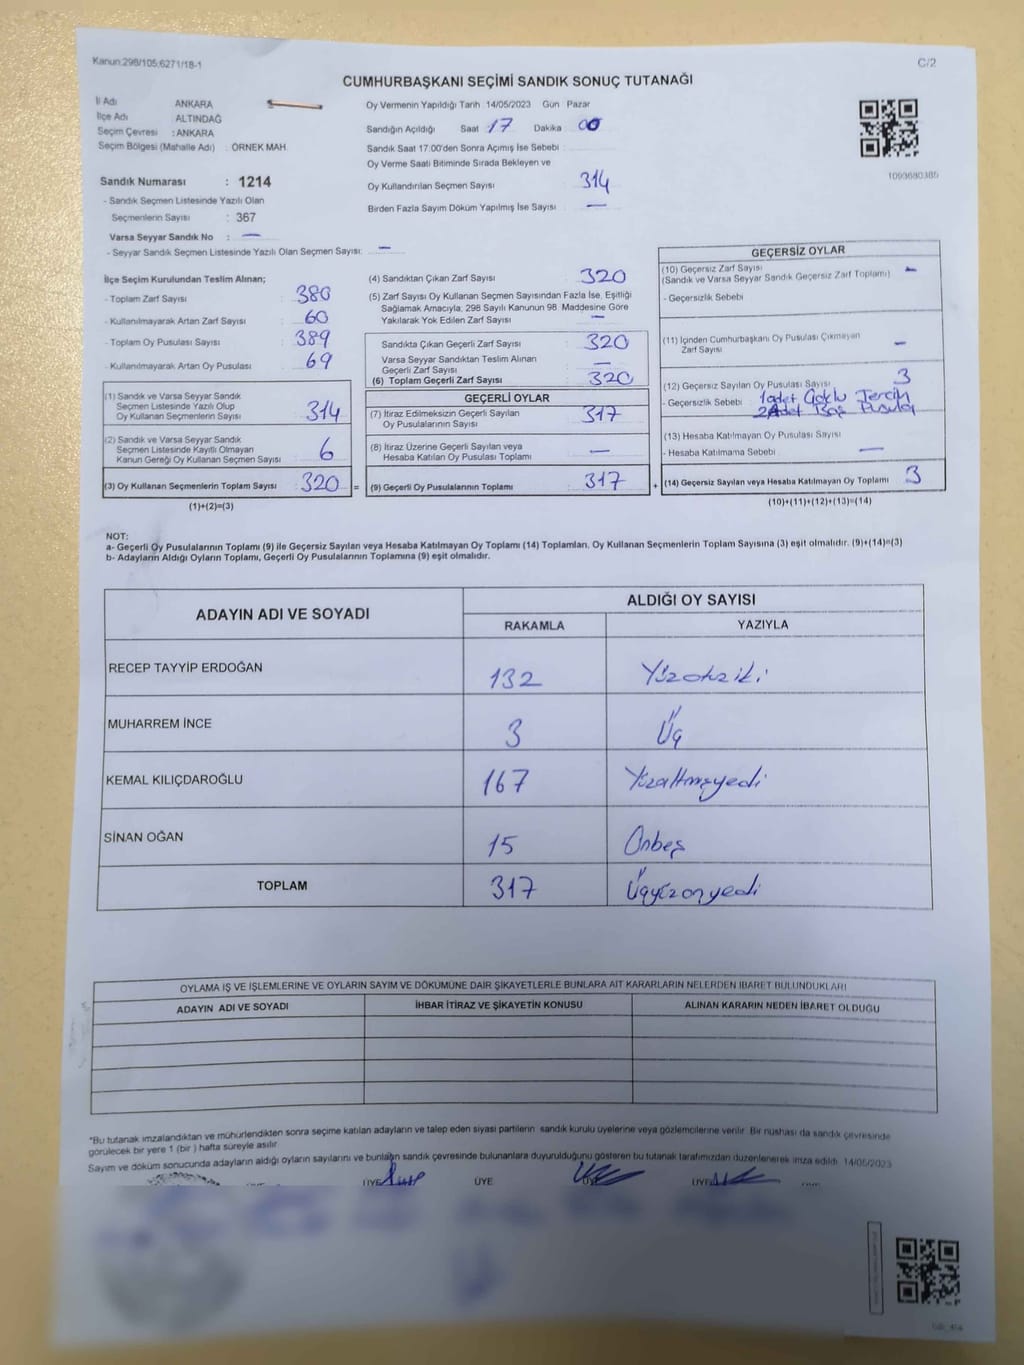 Kanun:298/105;6271/18-1
C/2
CUMHURBAŞKANI SEÇİMİ SANDIK SONUÇ TUTANAĞI
İl Adı ANKARA
İlçe Adı ALTINDAĞ
Seçim Çevresi : ANKARA
Seçim Bölgesi (Mahalle Adı) : ÖRNEK MAH.
Sandık Numarası : 1214
- Sandık Seçmen Listesinde Yazılı Olan
Seçmenlerin Sayısı : 367
Varsa Seyyar Sandık No : —
- Seyyar Sandık Seçmen Listesinde Yazılı Olan Seçmen Sayısı: —
Oy Vermenin Yapıldığı Tarih 14/05/2023 Gün Pazar
Sandığın Açıldığı Saat 17 Dakika 00
Sandık Saat 17:00'den Sonra Açımış İse Sebebi :
Oy Verme Saati Bitiminde Sırada Bekleyen ve
Oy Kullandırılan Seçmen Sayısı : 314
Birden Fazla Sayım Döküm Yapılmış İse Sayısı : —
1093680385
İlçe Seçim Kurulundan Teslim Alınan;
- Toplam Zarf Sayısı : 380
- Kullanılmayarak Artan Zarf Sayısı : 60
- Toplam Oy Pusulası Sayısı : 389
- Kullanılmayarak Artan Oy Pusulası : 69
(1) Sandık ve Varsa Seyyar Sandık
Seçmen Listesinde Yazılı Olup
Oy Kullanan Seçmenlerin Sayısı : 314
(2) Sandık ve Varsa Seyyar Sandık
Seçmen Listesinde Kayıtlı Olmayan
Kanun Gereği Oy Kullanan Seçmen Sayısı : 6
(3) Oy Kullanan Seçmenlerin Toplam Sayısı : 320 =
(1)+(2)=(3)
(4) Sandıktan Çıkan Zarf Sayısı : 320
(5) Zarf Sayısı Oy Kullanan Seçmen Sayısından Fazla İse, Eşitliği
Sağlamak Amacıyla, 298 Sayılı Kanunun 98. Maddesine Göre
Yakılarak Yok Edilen Zarf Sayısı : —
Sandıkta Çıkan Geçerli Zarf Sayısı : 320
Varsa Seyyar Sandıktan Teslim Alınan
Geçerli Zarf Sayısı : —
(6) Toplam Geçerli Zarf Sayısı : 320
GEÇERLİ OYLAR
(7) İtiraz Edilmeksizin Geçerli Sayılan
Oy Pusulalarının Sayısı : 317
(8) İtiraz Üzerine Geçerli Sayılan veya
Hesaba Katılan Oy Pusulası Toplamı : —
(9) Geçerli Oy Pusulalarının Toplamı : 317 +
GEÇERSİZ OYLAR
(10) Geçersiz Zarf Sayısı : —
(Sandık ve Varsa Seyyar Sandık Geçersiz Zarf Toplamı)
- Geçersizlik Sebebi
(11) İçinden Cumhurbaşkanı Oy Pusulası Çıkmayan
Zarf Sayısı : —
(12) Geçersiz Sayılan Oy Pusulası Sayısı : 3
- Geçersizlik Sebebi : 1 adet Çoklu Tercih
2 Adet Boş Pusula
(13) Hesaba Katılmayan Oy Pusulası Sayısı :
- Hesaba Katılmama Sebebi : —
(14) Geçersiz Sayılan veya Hesaba Katılmayan Oy Toplamı : 3
(10)+(11)+(12)+(13)=(14)
NOT:
a- Geçerli Oy Pusulalarının Toplamı (9) ile Geçersiz Sayılan veya Hesaba Katılmayan Oy Toplamı (14) Toplamları, Oy Kullanan Seçmenlerin Toplam Sayısına (3) eşit olmalıdır. (9)+(14)=(3)
b- Adayların Aldığı Oyların Toplamı, Geçerli Oy Pusulalarının Toplamına (9) eşit olmalıdır.
ADAYIN ADI VE SOYADI
ALDIĞI OY SAYISI
RAKAMLA YAZIYLA
RECEP TAYYİP ERDOĞAN 132 Yüzotuziki
MUHARREM İNCE 3 Üç
KEMAL KILIÇDAROĞLU 167 Yüzaltmışyedi
SİNAN OĞAN 15 Onbeş
TOPLAM 317 Üçyüzonyedi
OYLAMA İŞ VE İŞLEMLERİNE VE OYLARIN SAYIM VE DÖKÜMÜNE DAİR ŞİKAYETLERLE BUNLARA AİT KARARLARIN NELERDEN İBARET BULUNDUKLARI
ADAYIN ADI VE SOYADI İHBAR İTİRAZ VE ŞİKAYETİN KONUSU ALINAN KARARIN NEDEN İBARET OLDUĞU
*Bu tutanak imzalandıktan ve mühürlendikten sonra seçime katılan adayların ve talep eden siyasi partilerin sandık kurulu üyelerine veya gözlemcilerine verilir. Bir nüshası da sandık çevresinde
görülecek bir yere 1 (bir) hafta süreyle asılır.
Sayım ve döküm sonucunda adayların aldığı oyların sayılarını ve bunların sandık çevresinde bulunanlara duyurulduğunu gösteren bu tutanak tarafımızdan düzenlenerek imza edildi. 14/05/2023
ÜYE ÜYE ÜYE ÜYE